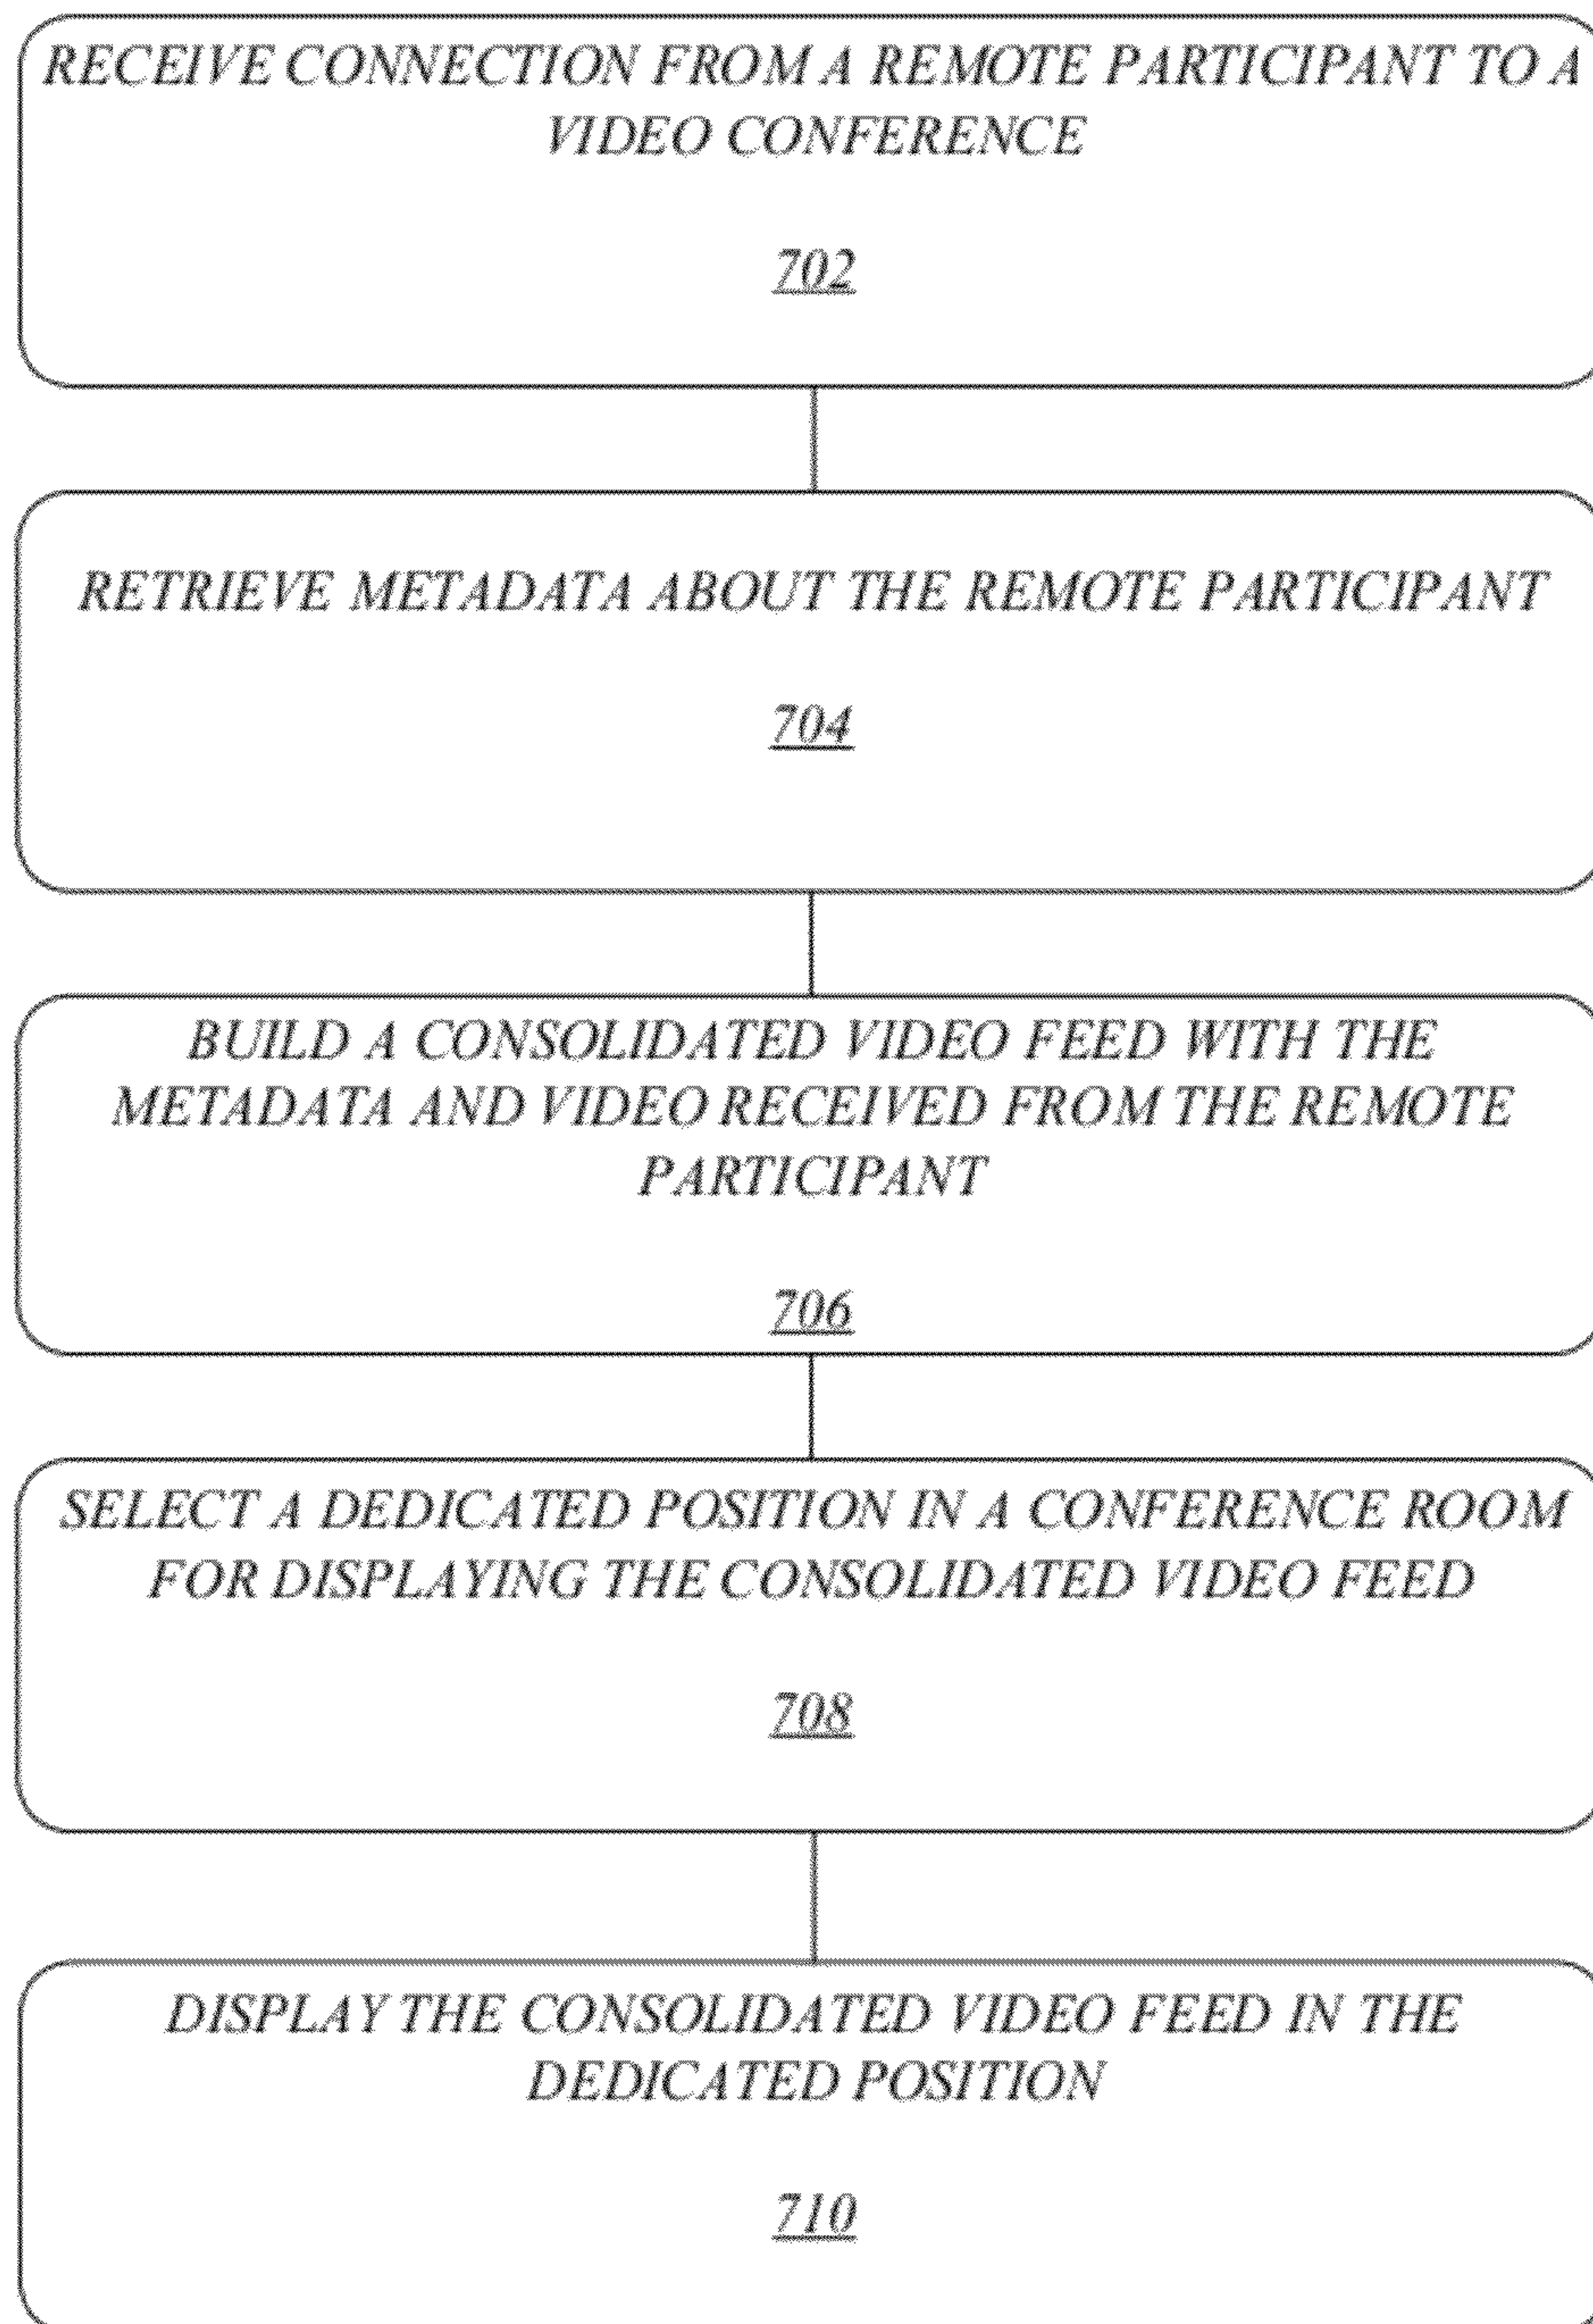 RECEIVE CONNECTION FROM A REMOTE PARTICIPANT TO A
VIDEO CONFERENCE
702
RETRIEVE METADATA ABOUT THE REMOTE PARTICIPANT
704
BUILD A CONSOLIDATED VIDEO FEED WITH THE
METADATA AND VIDEO RECEIVED FROM THE REMOTE
PARTICIPANT
706
SELECT A DEDICATED POSITION IN A CONFERENCE ROOM
FOR DISPLAYING THE CONSOLIDATED VIDEO FEED
708
DISPLAY THE CONSOLIDATED VIDEO FEED IN THE
DEDICATED POSITION
710